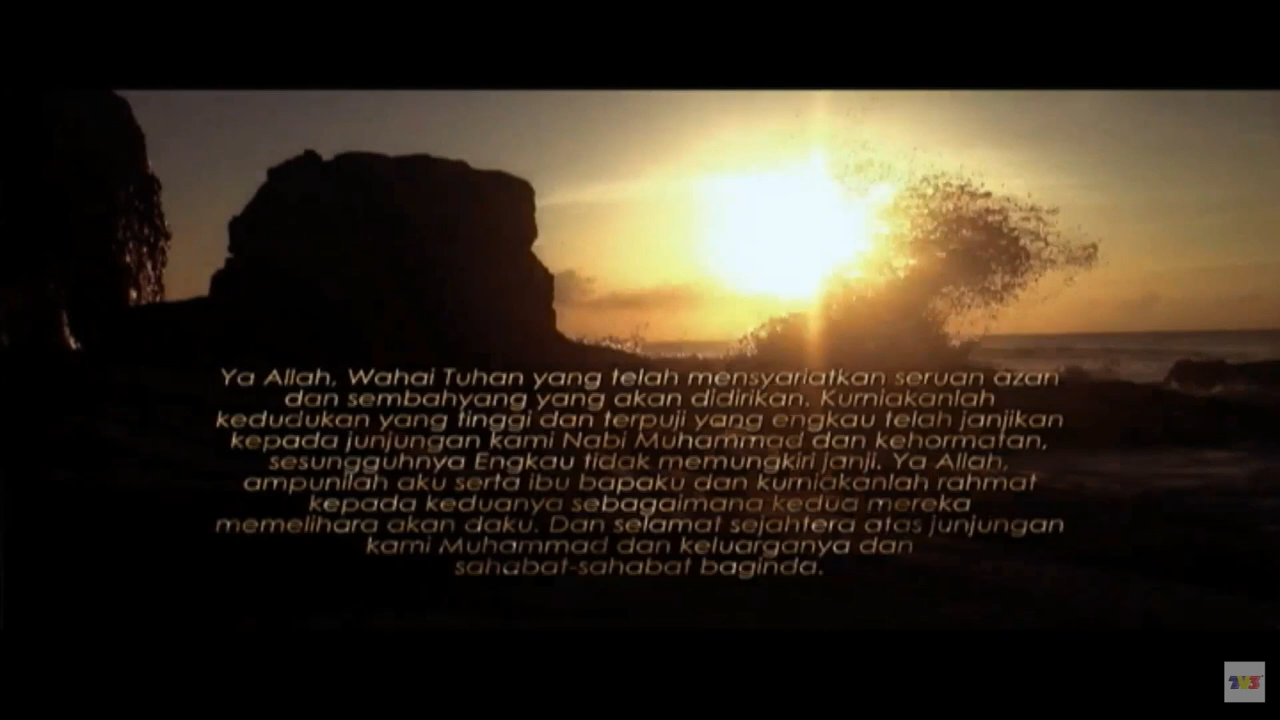 Ya Allah, Wahai Tuhan yang telah mensyariatkan seruan azan
dan sembahyang yang akan didirikan. Kurniakanlah
kedudukan yang tinggi dan terpuji yang engkau telah janjikan
kepada junjungan kami Nabi Muhammad dan kehormatan,
sesungguhnya Engkau tidak memungkiri janji. Ya Allah,
ampunilah aku serta ibu bapaku dan kurniakanlah rahmat
kepada keduanya sebagaimana kedua mereka
memelihara akan daku. Dan selamat sejahtera atas junjungan
kami Muhammad dan keluarganya dan
sahabat-sahabat baginda.
TV3